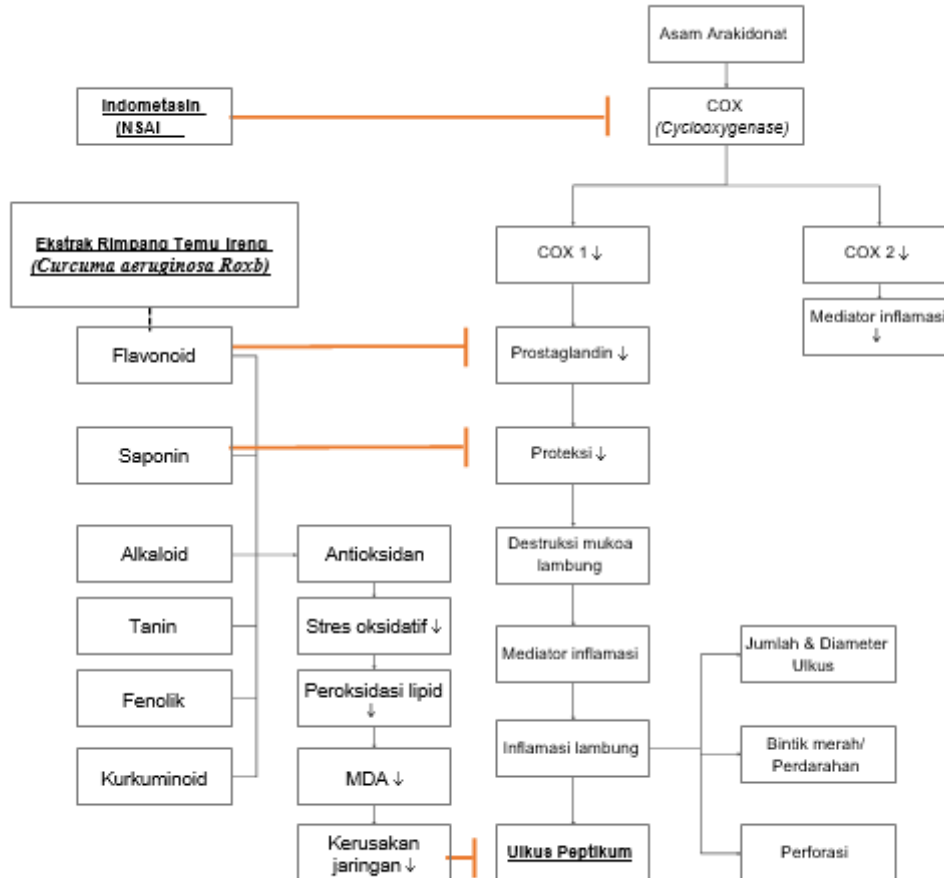 Asam Arakidonat
Indometasin
(NSAI
COX
(Cyclooxygenase)
Ekstrak Rimpang Temu Ireng
(Curcuma aeruginosa Roxb)
COX 1 ↓
COX 2 ↓
Mediator inflamasi
↓
Flavonoid
Prostaglandin ↓
Saponin
Proteksi ↓
Alkaloid
Antioksidan
Destruksi mukoa
lambung
Tanin
Stres oksidatif ↓
Mediator inflamasi
Jumlah & Diameter
Ulkus
Fenolik
Peroksidasi lipid
↓
Inflamasi lambung
Bintik merah/
Perdarahan
Kurkuminoid
MDA ↓
Kerusakan
jaringan ↓
Ulkus Peptikum
Perforasi